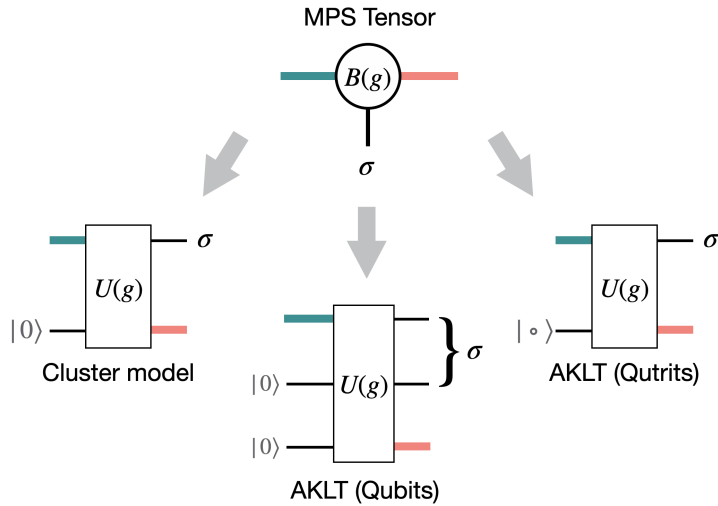 MPS Tensor
B(g)
σ
σ
U(g)
|0⟩
Cluster model
σ
U(g)
|∘⟩
AKLT (Qutrits)
|0⟩
U(g)
} σ
|0⟩
AKLT (Qubits)